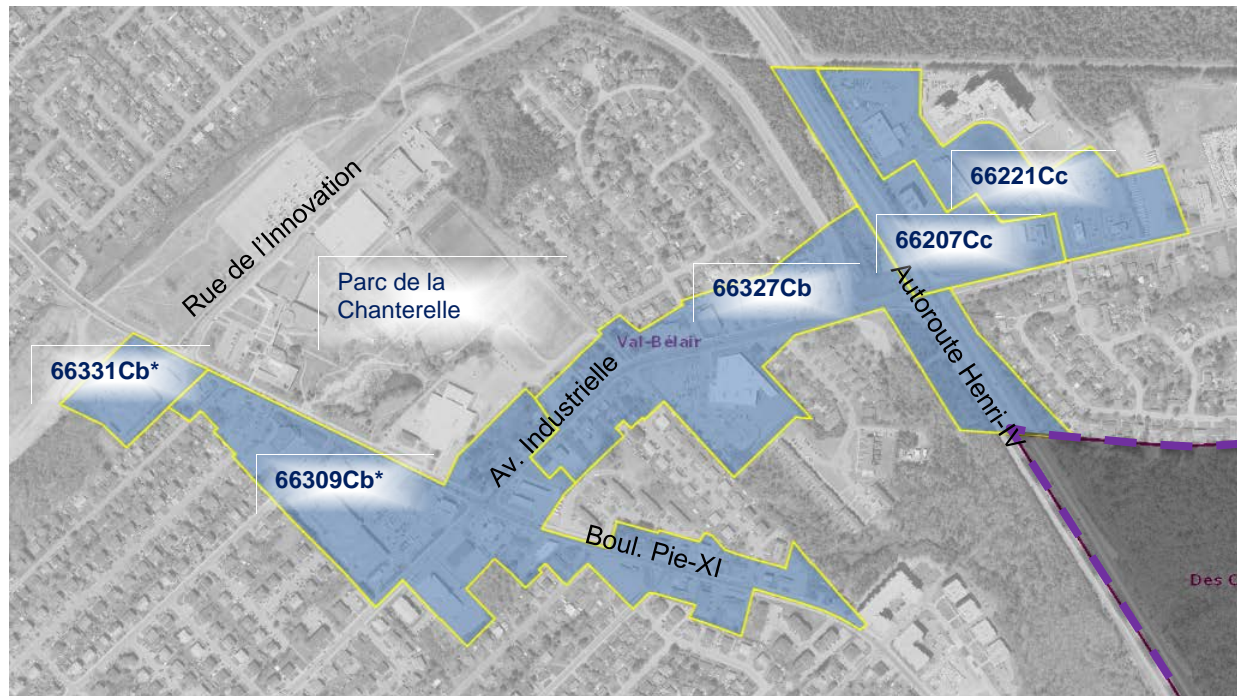 66221Cc
Rue de l'Innovation
66207Cc
Parc de la
Chanterelle
66327Cb
Autoroute Henri-IV
Val-Bélair
66331Cb*
Av. Industrielle
66309Cb*
Boul. Pie-XI
Des